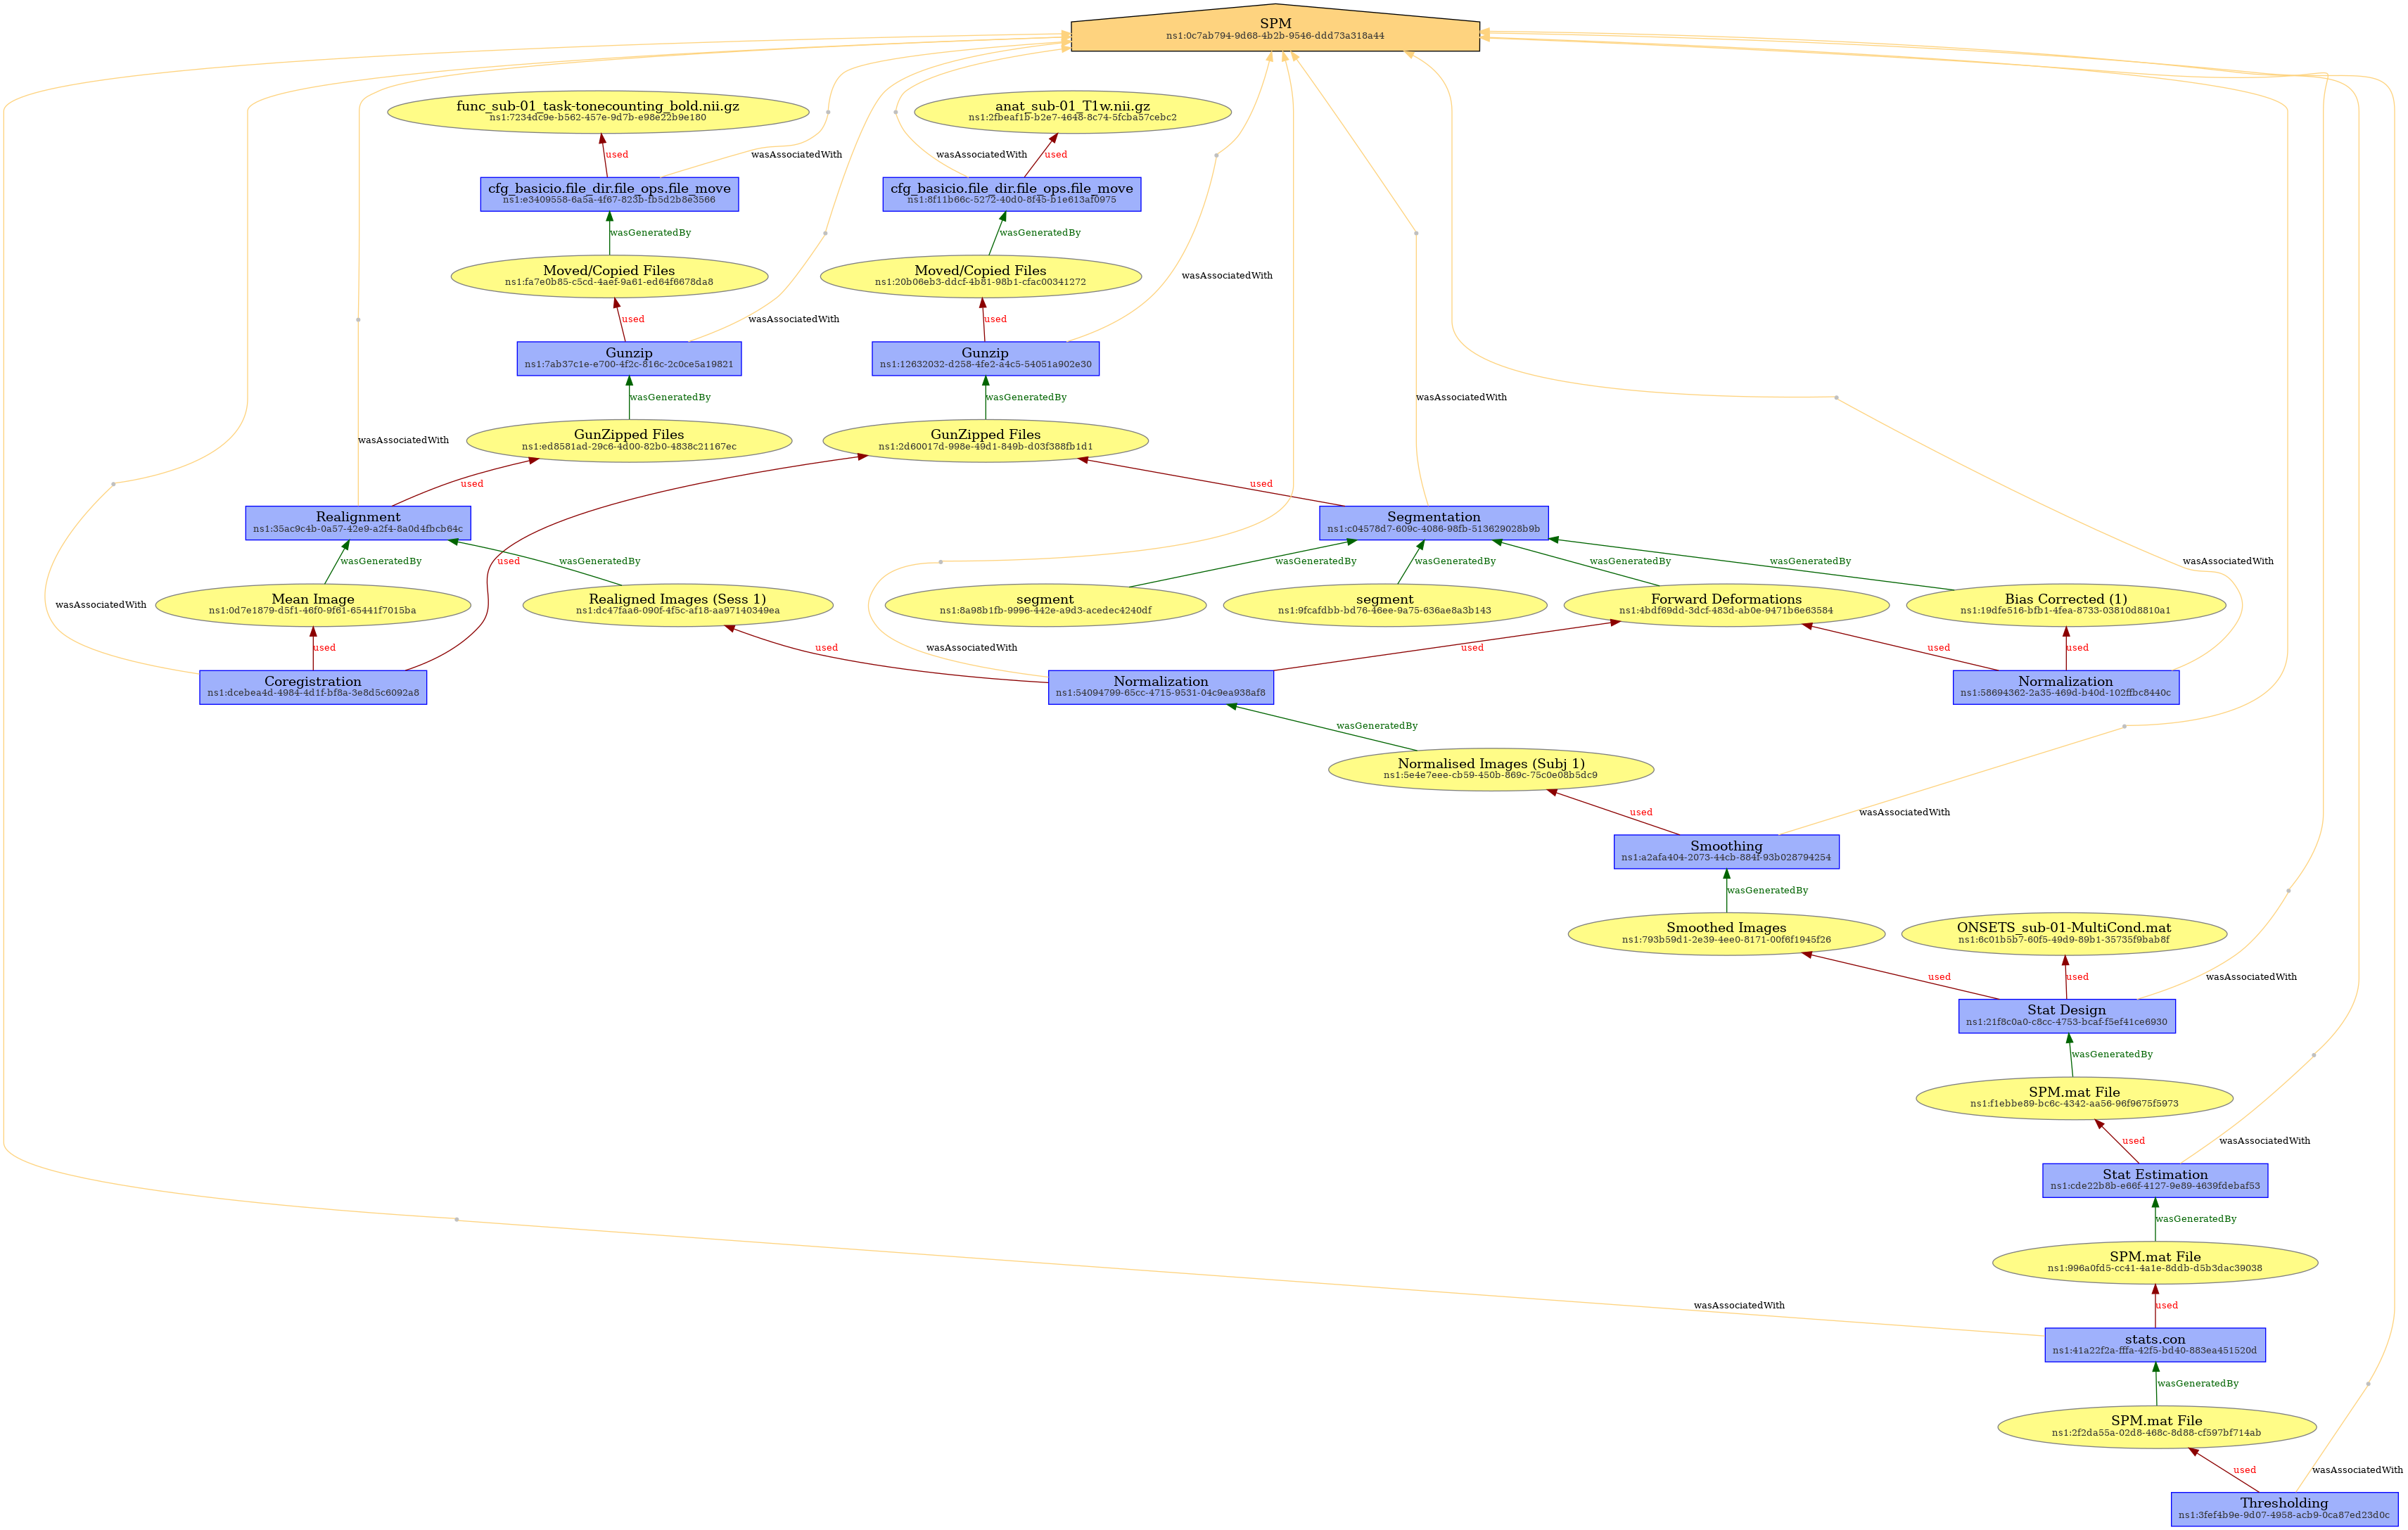 SPM
ns1:0c7ab794-9d68-4b2b-9546-ddd73a318a44
func_sub-01_task-tonecounting_bold.nii.gz
ns1:7234dc9e-b562-457e-9d7b-e98e22b9e180
anat_sub-01_T1w.nii.gz
ns1:2fbeaf1b-b2e7-4648-8c74-5fcba57cebc2
used
wasAssociatedWith
wasAssociatedWith
used
cfg_basicio.file_dir.file_ops.file_move
ns1:e3409558-6a5a-4f67-823b-fb5d2b8e3566
cfg_basicio.file_dir.file_ops.file_move
ns1:8f11b66c-5272-40d0-8f45-b1e613af0975
wasGeneratedBy
wasGeneratedBy
Moved/Copied Files
ns1:fa7e0b85-c5cd-4aef-9a61-ed64f6678da8
Moved/Copied Files
ns1:20b06eb3-ddcf-4b81-98b1-cfac00341272
wasAssociatedWith
used
wasAssociatedWith
used
Gunzip
ns1:7ab37c1e-e700-4f2c-816c-2c0ce5a19821
Gunzip
ns1:12632032-d258-4fe2-a4c5-54051a902e30
wasGeneratedBy
wasGeneratedBy
wasAssociatedWith
wasAssociatedWith
GunZipped Files
ns1:ed8581ad-29c6-4d00-82b0-4838c21167ec
GunZipped Files
ns1:2d60017d-998e-49d1-849b-d03f388fb1d1
used
used
Realignment
ns1:35ac9c4b-0a57-42e9-a2f4-8a0d4fbcb64c
Segmentation
ns1:c04578d7-609c-4086-98fb-513629028b9b
wasGeneratedBy
used
wasGeneratedBy
wasGeneratedBy
wasGeneratedBy
wasGeneratedBy
wasGeneratedBy
wasAssociatedWith
wasAssociatedWith
Mean Image
ns1:0d7e1879-d5f1-46f0-9f61-65441f7015ba
Realigned Images (Sess 1)
ns1:dc47faa6-090f-4f5c-af18-aa97140349ea
segment
ns1:8a98b1fb-9996-442e-a9d3-acedec4240df
segment
ns1:9fcafdbb-bd76-46ee-9a75-636ae8a3b143
Forward Deformations
ns1:4bdf69dd-3dcf-483d-ab0e-9471b6e63584
Bias Corrected (1)
ns1:19dfe516-bfb1-4fea-8733-03810d8810a1
used
used
wasAssociatedWith
used
used
used
Coregistration
ns1:dcebea4d-4984-4d1f-bf8a-3e8d5c6092a8
Normalization
ns1:54094799-65cc-4715-9531-04c9ea938af8
Normalization
ns1:58694362-2a35-469d-b40d-102ffbc8440c
wasGeneratedBy
Normalised Images (Subj 1)
ns1:5e4e7eee-cb59-450b-869c-75c0e08b5dc9
used
wasAssociatedWith
Smoothing
ns1:a2afa404-2073-44cb-884f-93b028794254
wasGeneratedBy
Smoothed Images
ns1:793b59d1-2e39-4ee0-8171-00f6f1945f26
ONSETS_sub-01-MultiCond.mat
ns1:6c01b5b7-60f5-49d9-89b1-35735f9bab8f
used
used
wasAssociatedWith
Stat Design
ns1:21f8c0a0-c8cc-4753-bcaf-f5ef41ce6930
wasGeneratedBy
SPM.mat File
ns1:f1ebbe89-bc6c-4342-aa56-96f9675f5973
used
wasAssociatedWith
Stat Estimation
ns1:cde22b8b-e66f-4127-9e89-4639fdebaf53
wasGeneratedBy
SPM.mat File
ns1:996a0fd5-cc41-4a1e-8ddb-d5b3dac39038
wasAssociatedWith
used
stats.con
ns1:41a22f2a-fffa-42f5-bd40-883ea451520d
wasGeneratedBy
SPM.mat File
ns1:2f2da55a-02d8-468c-8d88-cf597bf714ab
used
wasAssociatedWith
Thresholding
ns1:3fef4b9e-9d07-4958-acb9-0ca87ed23d0c